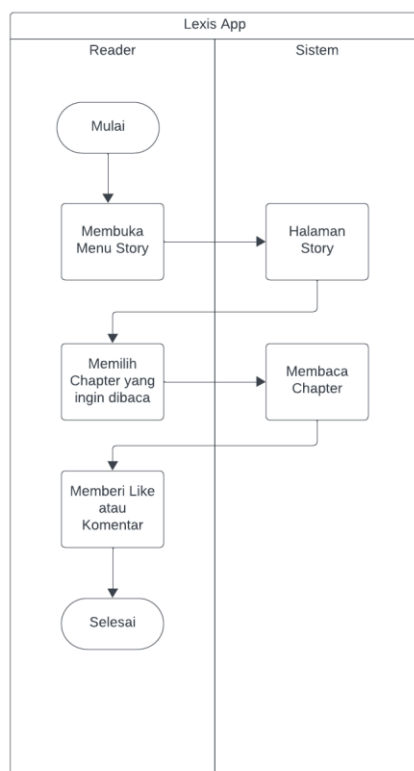 Lexis App
Reader
Sistem
Mulai
Membuka
Menu Story
Halaman
Story
Memilih
Chapter yang
ingin dibaca
Membaca
Chapter
Memberi Like
atau
Komentar
Selesai